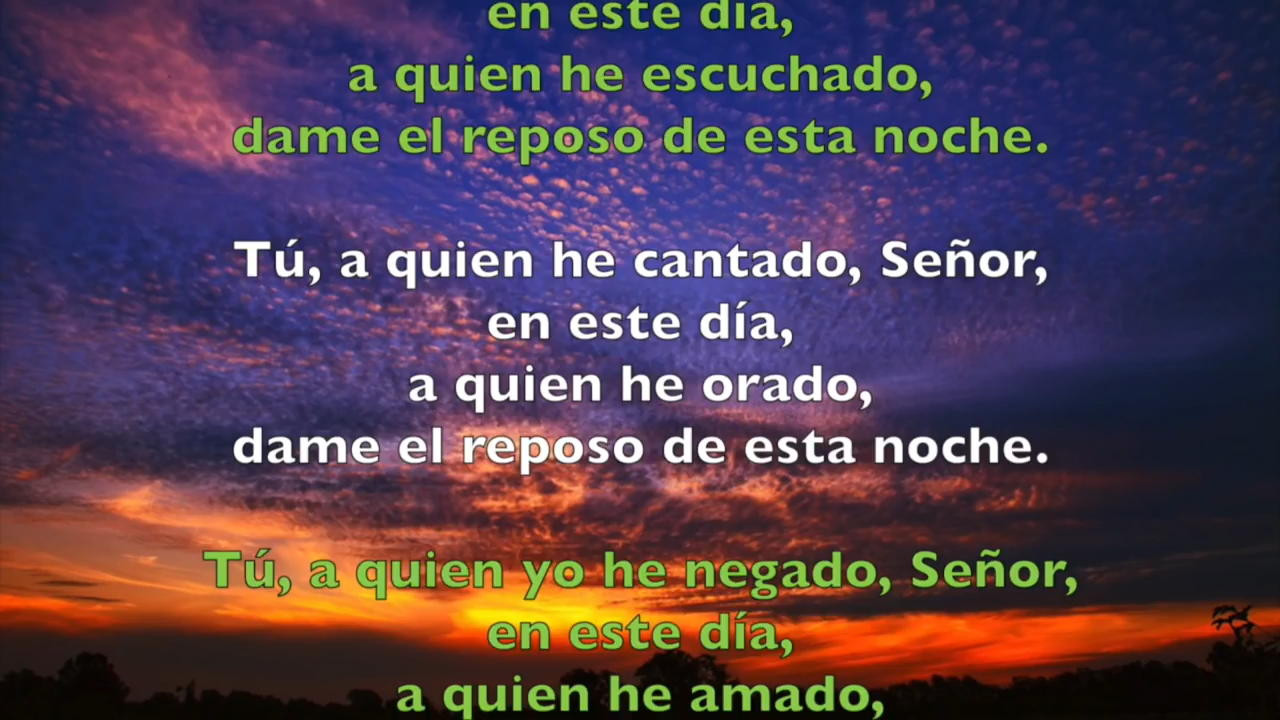 en este día,
a quien he escuchado,
dame el reposo de esta noche.
Tú, a quien he cantado, Señor,
en este día,
a quien he orado,
dame el reposo de esta noche.
Tú, a quien yo he negado, Señor,
en este día,
a quien he amado,